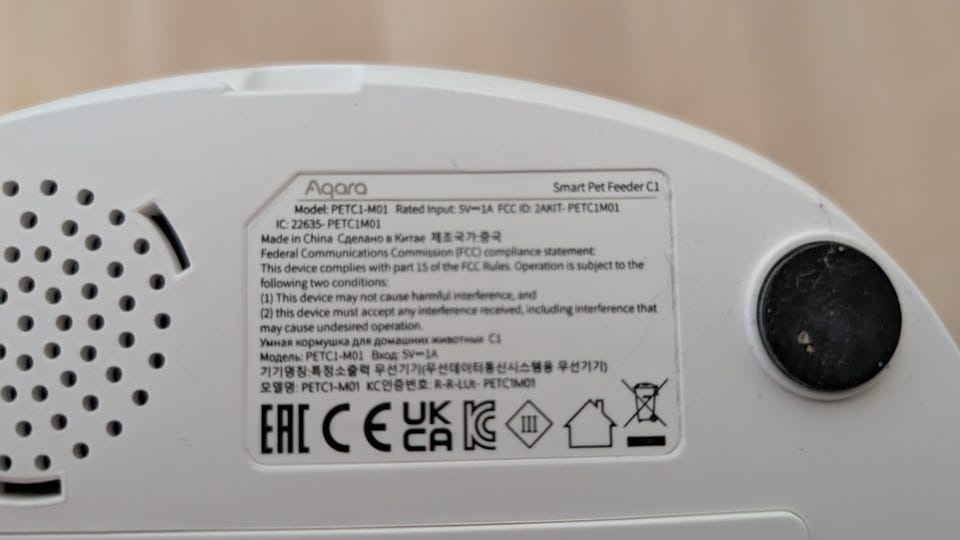 Aqara Smart Pet Feeder C1
Model: PETC1-M01 Rated Input: 5V⎓1A FCC ID: 2AKIT- PETC1M01
IC: 22635- PETC1M01
Made in China Сделано в Китае 제조국가:중국
Federal Communications Commission (FCC) compliance statement:
This device complies with part 15 of the FCC Rules. Operation is subject to the
following two conditions:
(1) This device may not cause harmful interference, and
(2) this device must accept any interference received, including interference that
may cause undesired operation.
Умная кормушка для домашних животных C1
Модель: PETC1-M01 Вход: 5V⎓1A
기기명칭:특정소출력 무선기기(무선데이터통신시스템용 무선기기)
모델명: PETC1-M01 KC인증번호: R-R-LUt- PETC1M01
EAC CE UK CA KC III